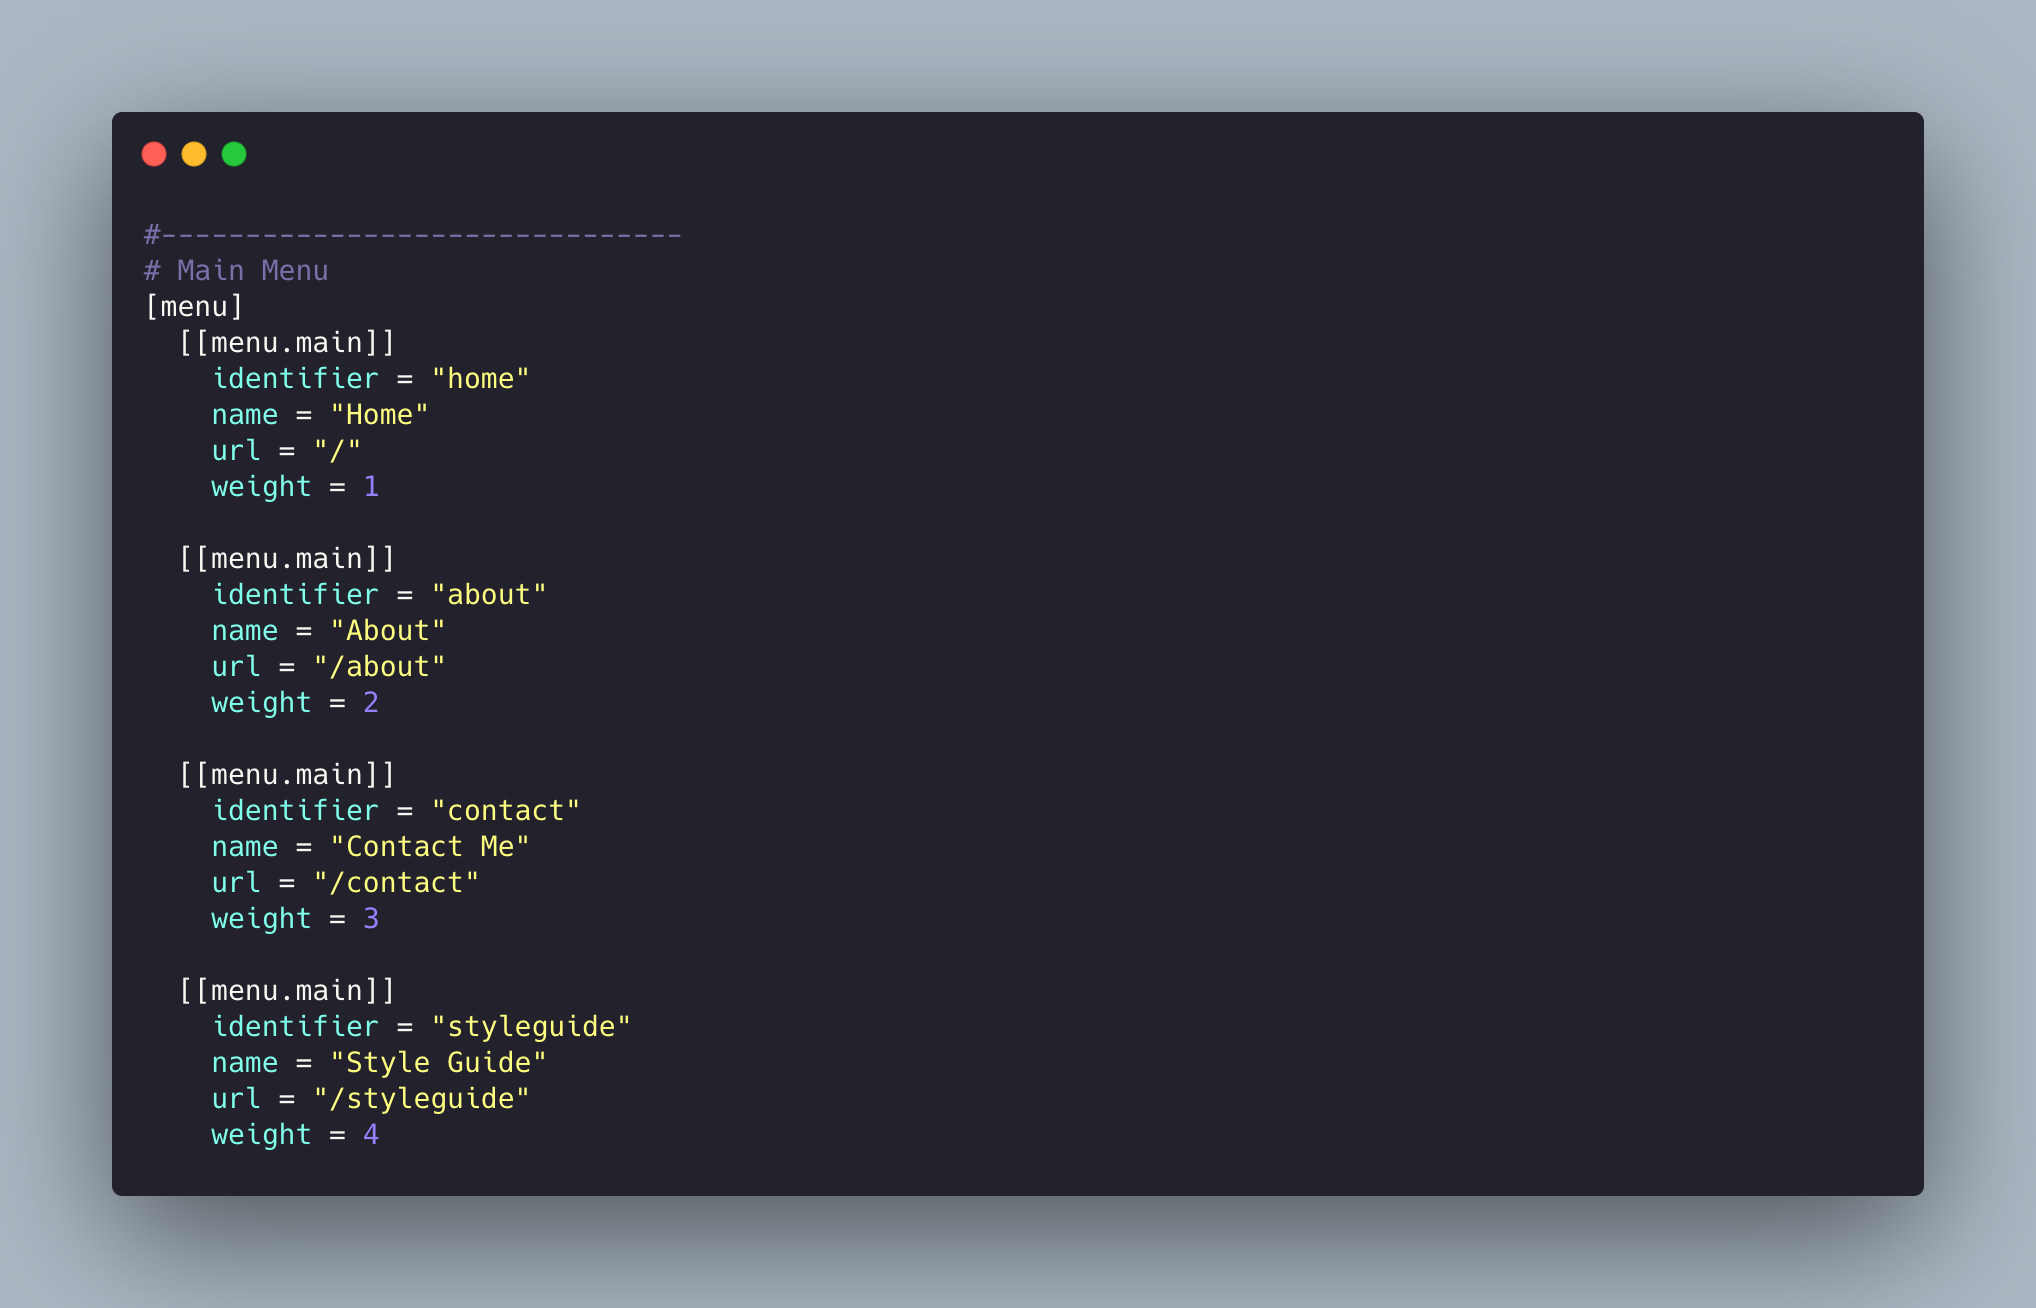 #-------------------------------
# Main Menu
[menu]
  [[menu.main]]
    identifier = "home"
    name = "Home"
    url = "/"
    weight = 1

  [[menu.main]]
    identifier = "about"
    name = "About"
    url = "/about"
    weight = 2

  [[menu.main]]
    identifier = "contact"
    name = "Contact Me"
    url = "/contact"
    weight = 3

  [[menu.main]]
    identifier = "styleguide"
    name = "Style Guide"
    url = "/styleguide"
    weight = 4